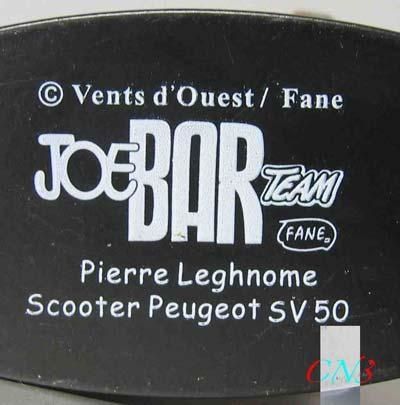 © Vents d'Ouest / Fane
JOE BAR TEAM
FANE.
Pierre Leghnome
Scooter Peugeot SV 50
CN3